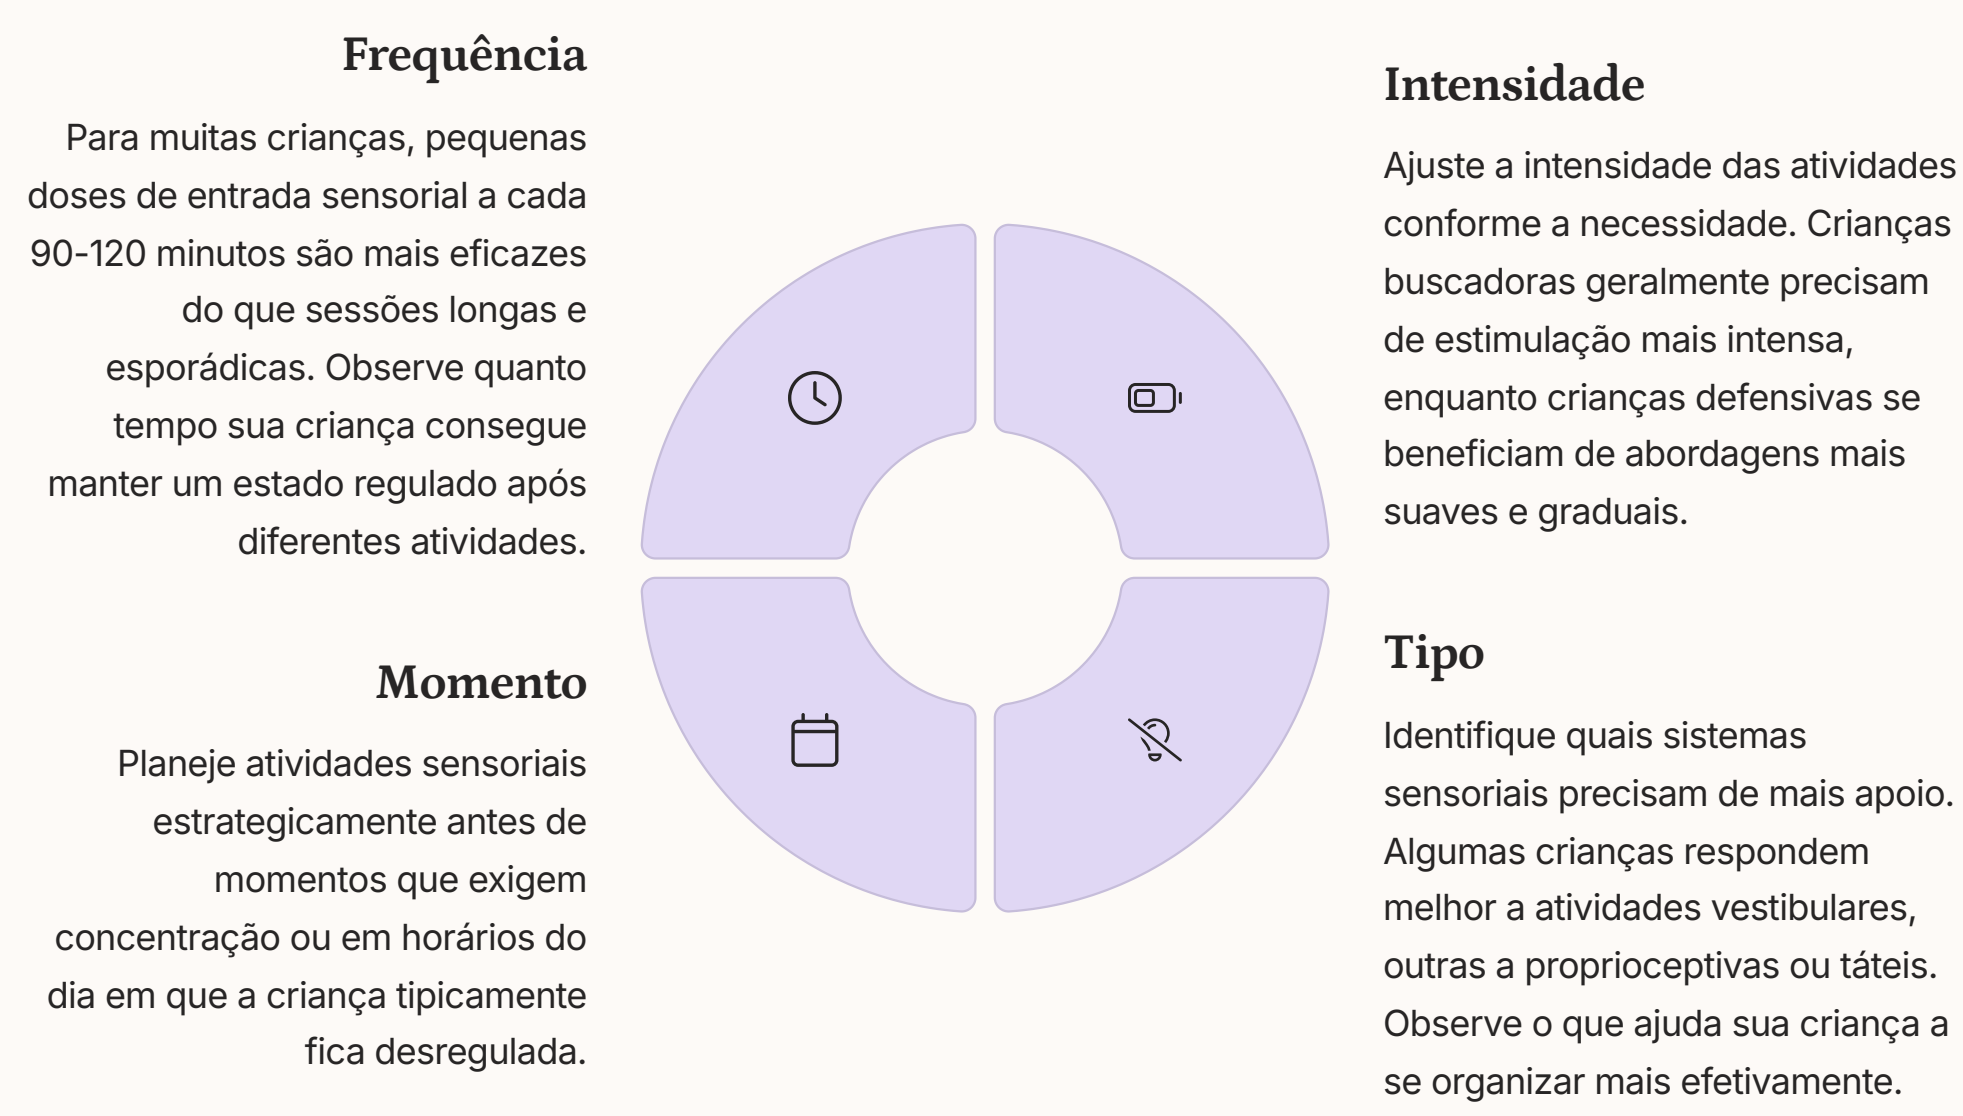 Frequência
Para muitas crianças, pequenas
doses de entrada sensorial a cada
90-120 minutos são mais eficazes
do que sessões longas e
esporádicas. Observe quanto
tempo sua criança consegue
manter um estado regulado após
diferentes atividades.
Intensidade
Ajuste a intensidade das atividades
conforme a necessidade. Crianças
buscadoras geralmente precisam
de estimulação mais intensa,
enquanto crianças defensivas se
beneficiam de abordagens mais
suaves e graduais.
Momento
Planeje atividades sensoriais
estrategicamente antes de
momentos que exigem
concentração ou em horários do
dia em que a criança tipicamente
fica desregulada.
Tipo
Identifique quais sistemas
sensoriais precisam de mais apoio.
Algumas crianças respondem
melhor a atividades vestibulares,
outras a proprioceptivas ou táteis.
Observe o que ajuda sua criança a
se organizar mais efetivamente.